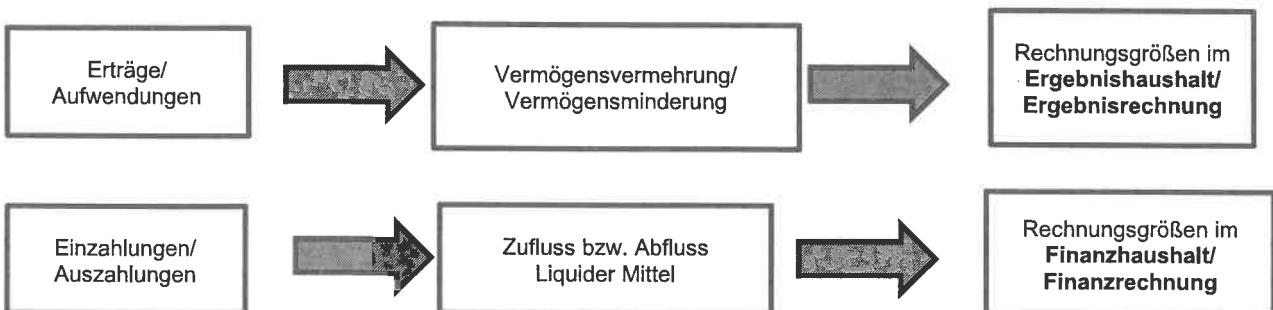 Erträge/
Aufwendungen
Vermögensvermehrung/
Vermögensminderung
Rechnungsgrößen im
Ergebnishaushalt/
Ergebnisrechnung
Einzahlungen/
Auszahlungen
Zufluss bzw. Abfluss
Liquider Mittel
Rechnungsgrößen im
Finanzhaushalt/
Finanzrechnung